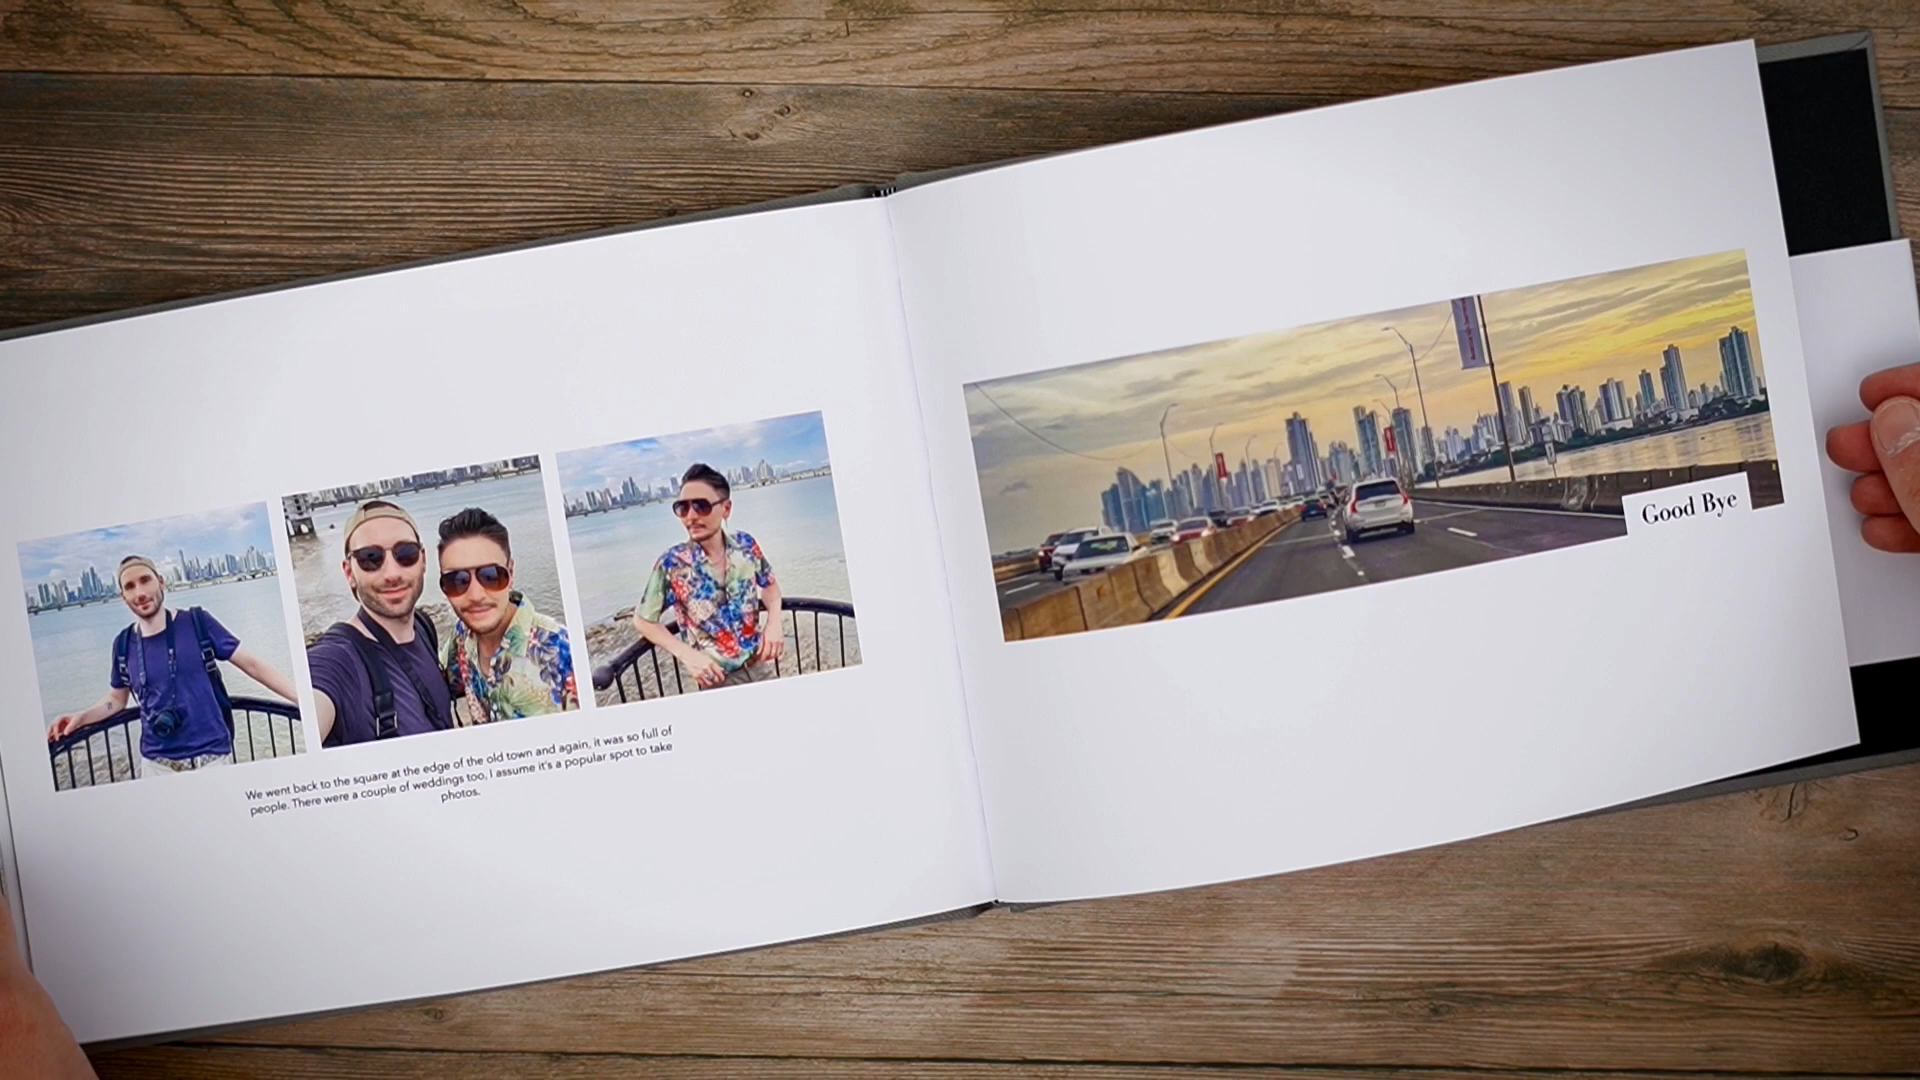 We went back to the square at the edge of the old town and again, it was so full of
people. There were a couple of weddings too, I assume it's a popular spot to take
photos.
Good Bye